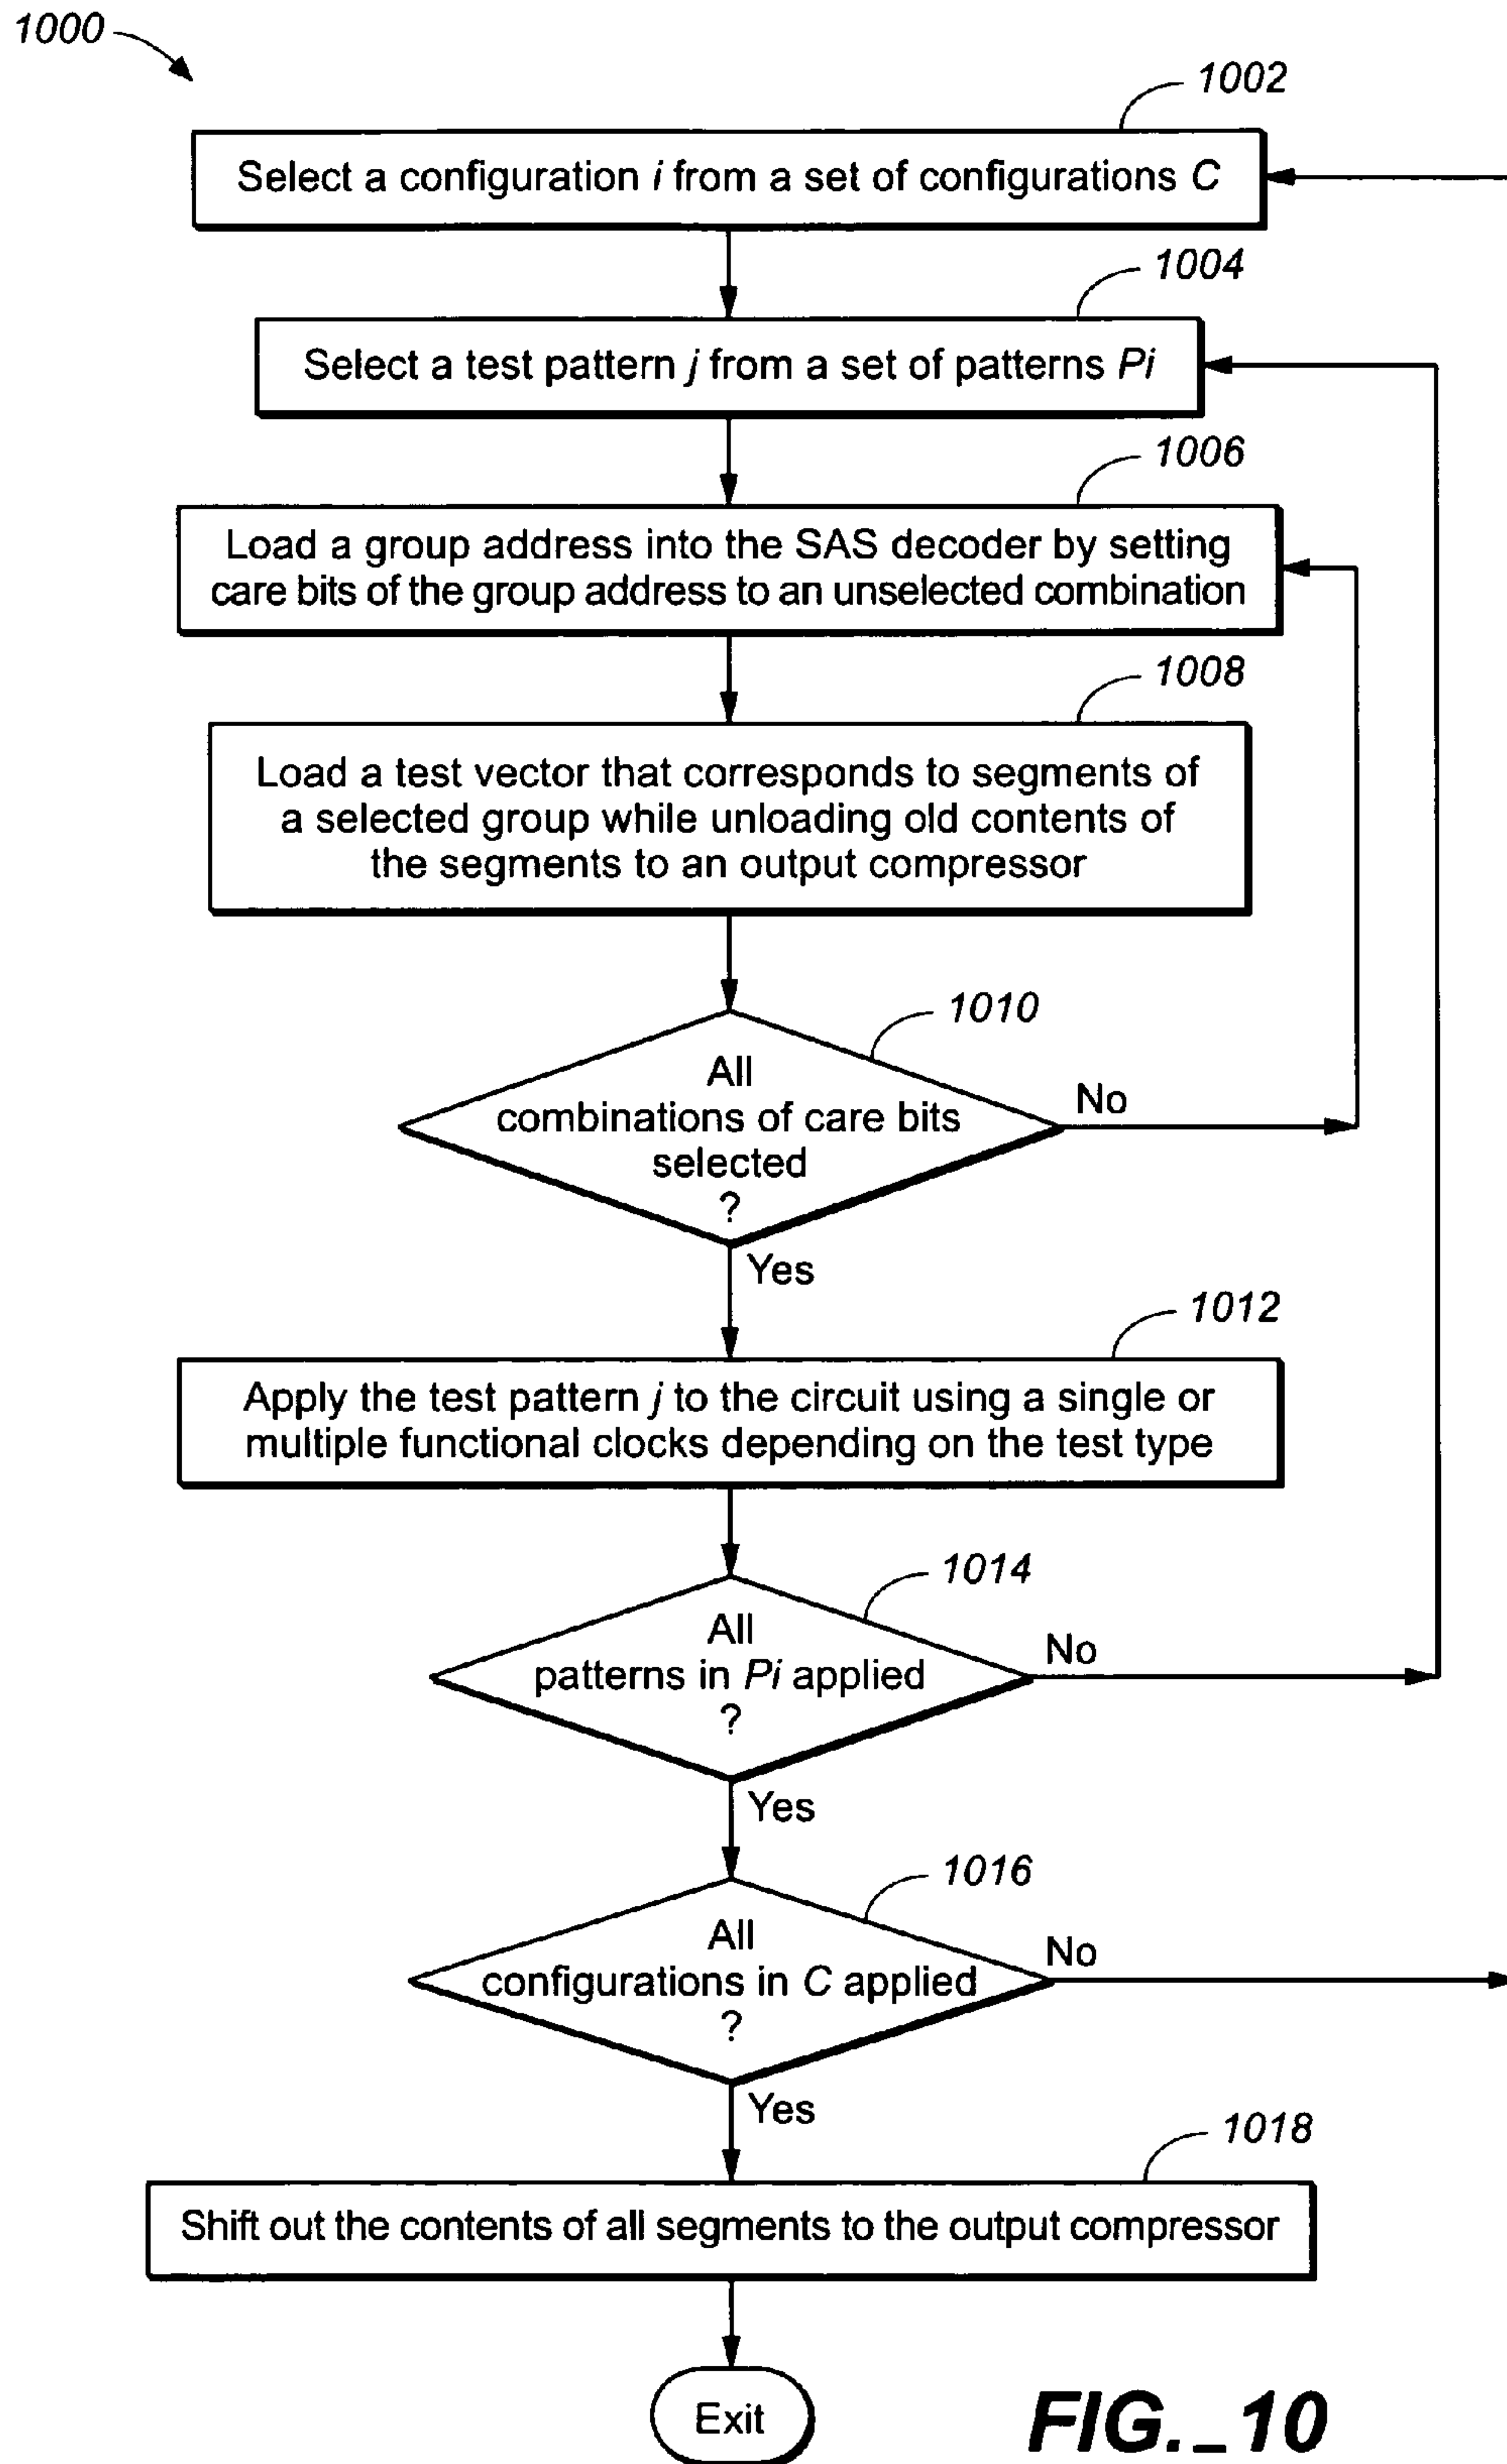 1000
1002
Select a configuration i from a set of configurations C
1004
Select a test pattern j from a set of patterns Pi
1006
Load a group address into the SAS decoder by setting
care bits of the group address to an unselected combination
1008
Load a test vector that corresponds to segments of
a selected group while unloading old contents of
the segments to an output compressor
1010
All
combinations of care bits
selected
?
No
Yes
1012
Apply the test pattern j to the circuit using a single or
multiple functional clocks depending on the test type
1014
All
patterns in Pi applied
?
No
Yes
1016
All
configurations in C applied
?
No
Yes
1018
Shift out the contents of all segments to the output compressor
Exit
FIG._10